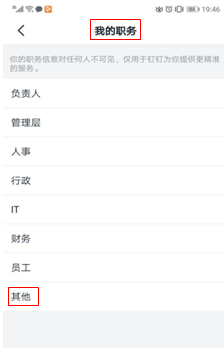 19:46
我的职务
你的职务信息对任何人不可见，仅用于钉钉为你提供更精准
的服务。
负责人
管理层
人事
行政
IT
财务
员工
其他